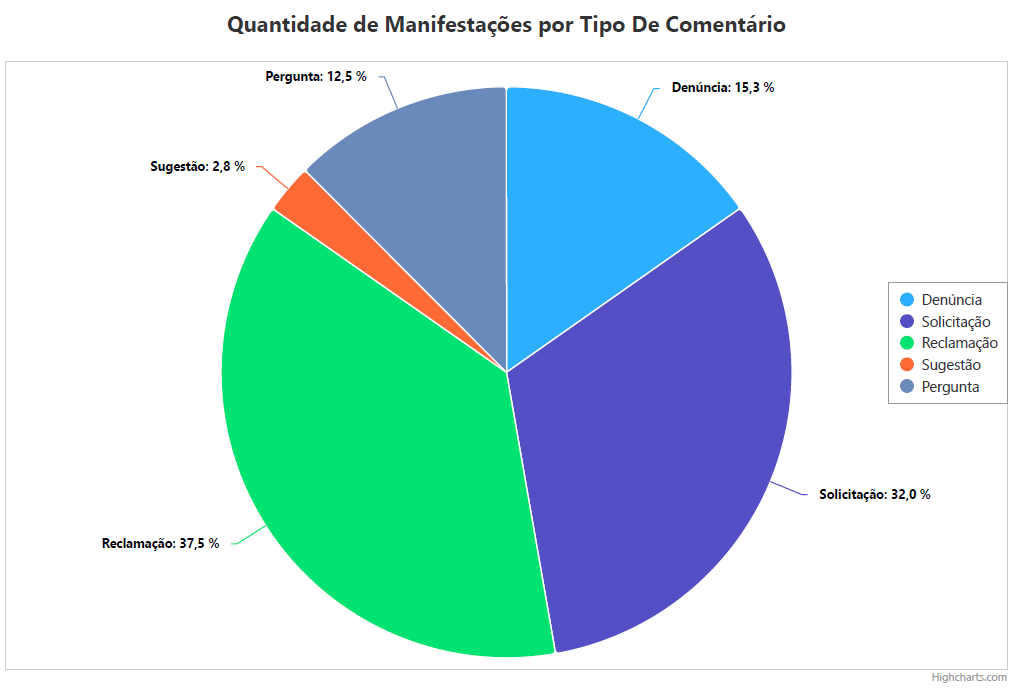 Quantidade de Manifestações por Tipo De Comentário
Pergunta: 12,5 %
Denúncia: 15,3 %
Sugestão: 2,8 %
Denúncia
Solicitação
Reclamação
Sugestão
Pergunta
Solicitação: 32,0 %
Reclamação: 37,5 %
Highcharts.com